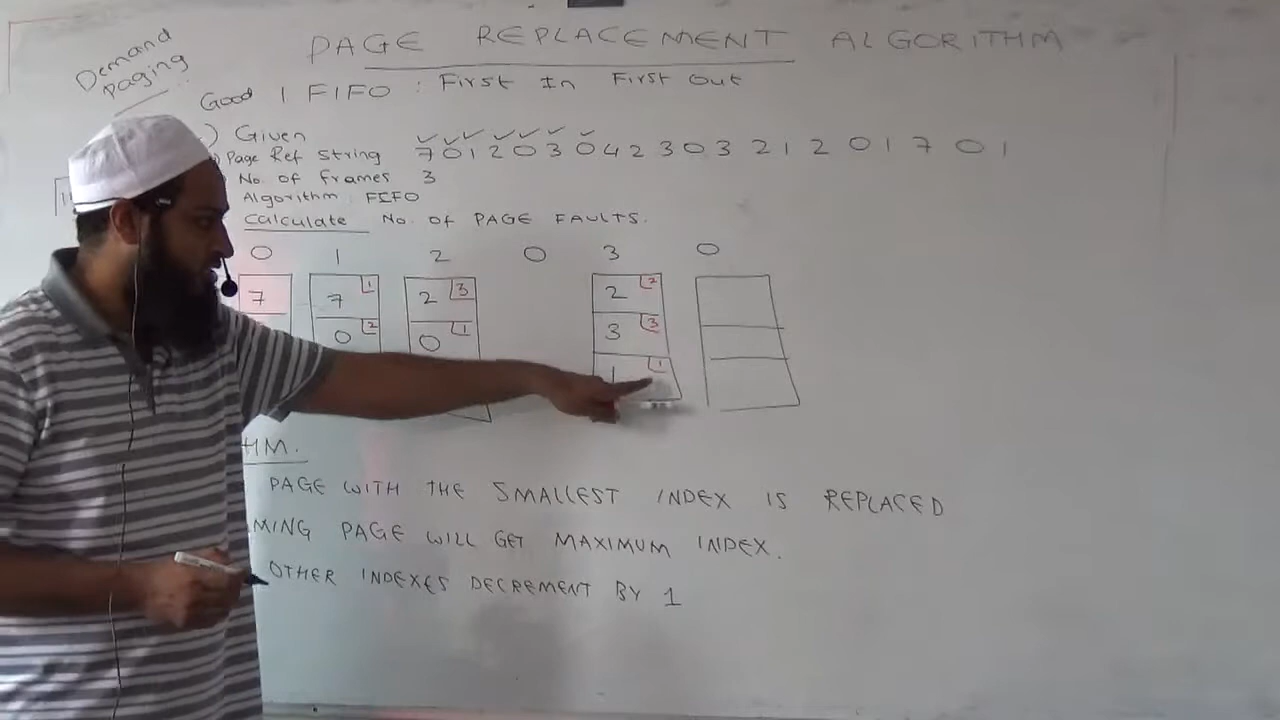 PAGE REPLACEMENT ALGORITHM
Demand
Paging
Good | FIFO : First In First Out
) Given
Page Ref String 7 0 1 2 0 3 0 4 2 3 0 3 2 1 2 0 1 7 0 1
No. of frames 3
Algorithm: FIFO
Calculate No. of PAGE FAULTS.
0 1 2 0 3 0
7 7 1 2 3 2 2
0 2 0 1 3 3
1 1
HM.
PAGE WITH THE SMALLEST INDEX IS REPLACED
MING PAGE WILL GET MAXIMUM INDEX.
OTHER INDEXES DECREMENT BY 1